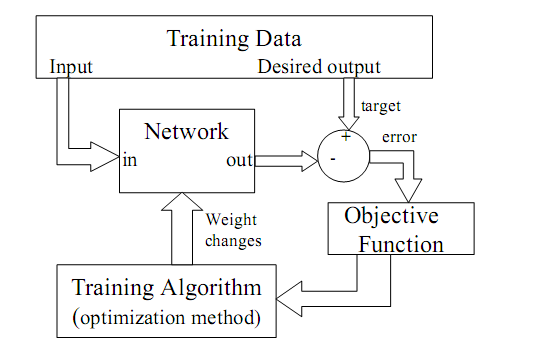 Training Data
Input
Desired output
target
+
error
Network
in
out
-
Weight
changes
Objective
Function
Training Algorithm
(optimization method)